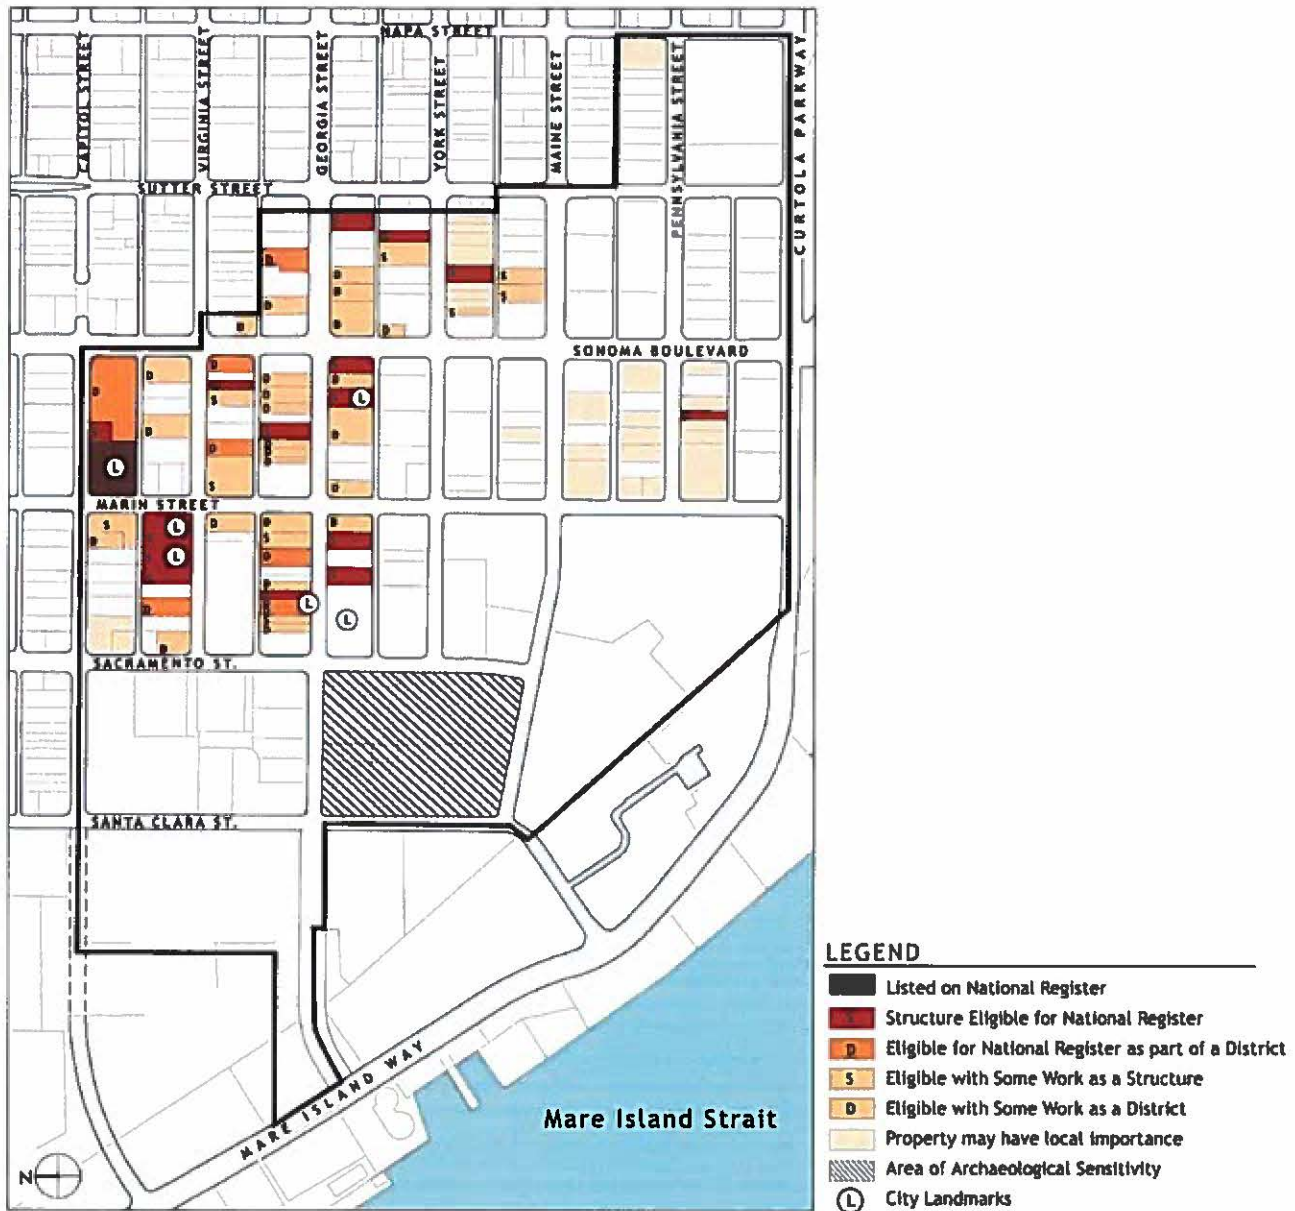 NAPA STREET
CAPITOL STREET
VIRGINIA STREET
GEORGIA STREET
YORK STREET
MAINE STREET
PENNSYLVANIA STREET
CURTOLA PARKWAY
SUTTER STREET
D
S
D
S
D
D
S
D
S
D
D
D
SONOMA BOULEVARD
D
D
D
D
D
D
D
S
D
L
D
D
D
D
L
S
D
MARIN STREET
S
L
D
D
D
D
S
L
D
D
D
L
L
D
SACRAMENTO ST.
SANTA CLARA ST.
MARE ISLAND WAY
Mare Island Strait
N
LEGEND
Listed on National Register
S Structure Eligible for National Register
D Eligible for National Register as part of a District
S Eligible with Some Work as a Structure
D Eligible with Some Work as a District
Property may have local importance
Area of Archaeological Sensitivity
L City Landmarks